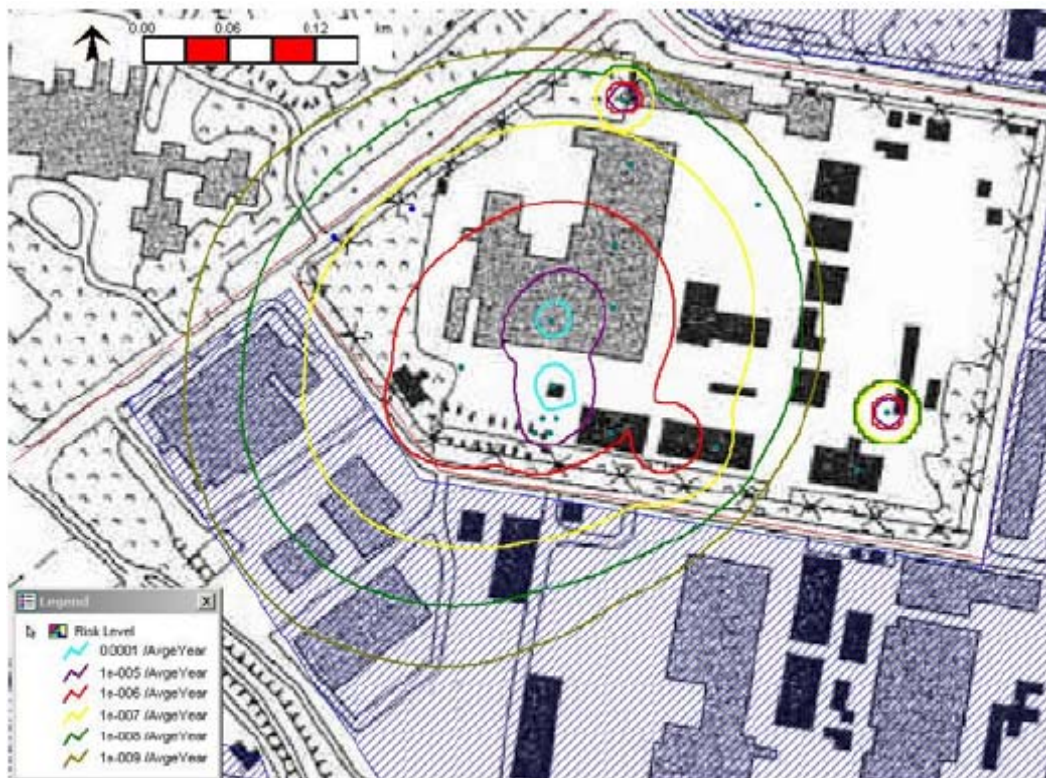 0.00 0.06 0.12 km
Legend
Risk Level
0.0001 /AvgeYear
1e-005 /AvgeYear
1e-006 /AvgeYear
1e-007 /AvgeYear
1e-008 /AvgeYear
1e-009 /AvgeYear